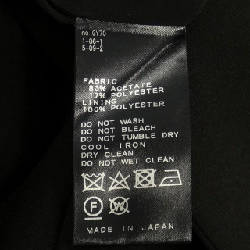 FABRIC
83% ACETATE
17% POLYESTER
LINING
100% POLYESTER
DO NOT WASH
DO NOT BLEACH
DO NOT TUMBLE DRY
COOL IRON
DRY CLEAN
DO NOT WET CLEAN
F
W
MADE IN JAPAN